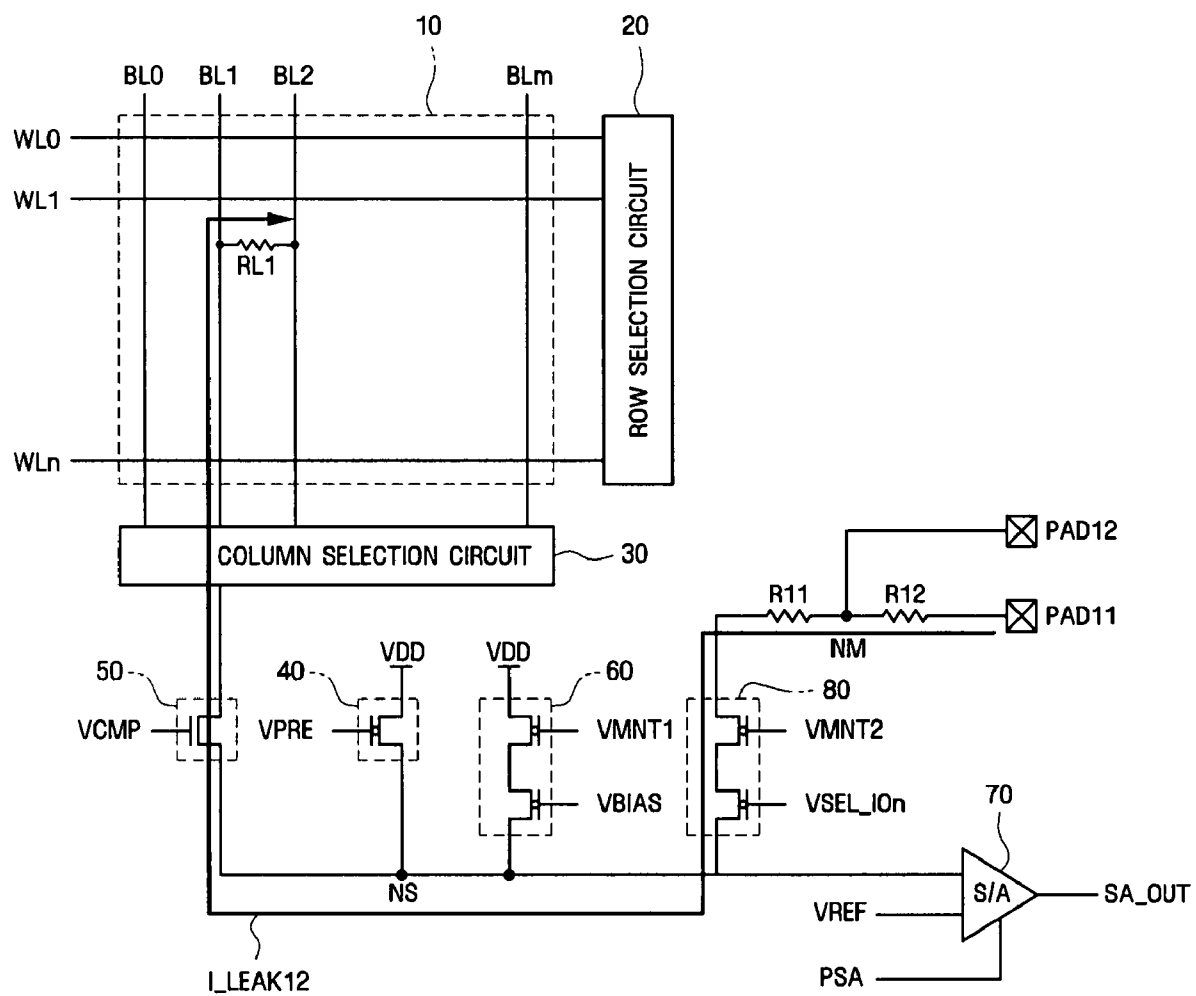 10
20
BL0 BL1 BL2 BLm
WL0
WL1
RL1
ROW SELECTION CIRCUIT
WLn
COLUMN SELECTION CIRCUIT
30
PAD12
R11 R12
PAD11
NM
50 40 VDD VDD 60 80
VCMP VPRE VMNT1 VMNT2
VBIAS VSEL_IOn
70
NS
S/A
SA_OUT
VREF
I_LEAK12
PSA